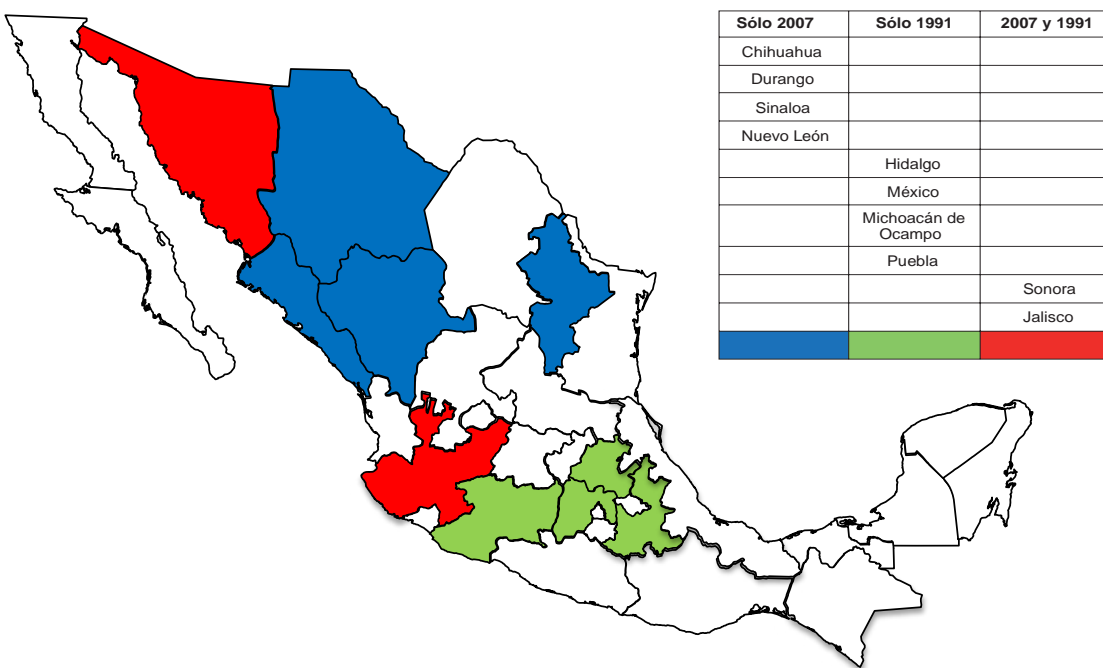 Sólo 2007 Sólo 1991 2007 y 1991
Chihuahua
Durango
Sinaloa
Nuevo León
Hidalgo
México
Michoacán de
Ocampo
Puebla
Sonora
Jalisco